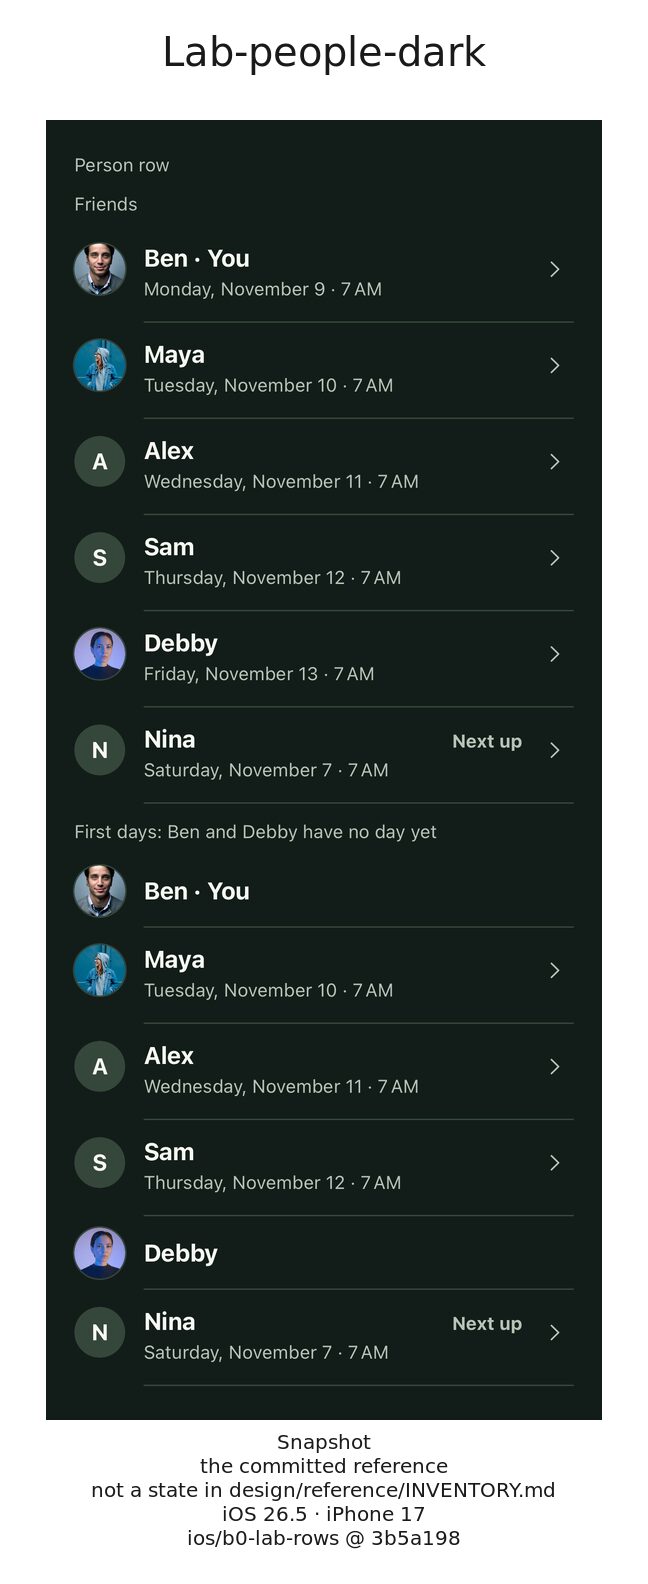 Lab-people-dark
Person row
Friends
Ben · You
Monday, November 9 · 7 AM
Maya
Tuesday, November 10 · 7 AM
A
Alex
Wednesday, November 11 · 7 AM
S
Sam
Thursday, November 12 · 7 AM
Debby
Friday, November 13 · 7 AM
N
Nina
Next up
Saturday, November 7 · 7 AM
First days: Ben and Debby have no day yet
Ben · You
Maya
Tuesday, November 10 · 7 AM
A
Alex
Wednesday, November 11 · 7 AM
S
Sam
Thursday, November 12 · 7 AM
Debby
N
Nina
Next up
Saturday, November 7 · 7 AM
Snapshot
the committed reference
not a state in design/reference/INVENTORY.md
iOS 26.5 · iPhone 17
ios/b0-lab-rows @ 3b5a198